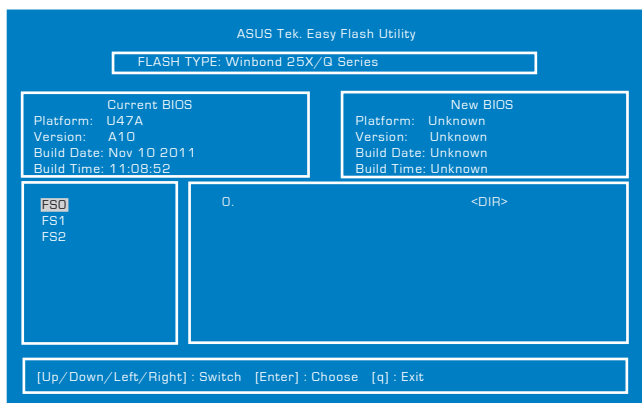 ASUS Tek. Easy Flash Utility
FLASH TYPE: Winbond 25X/Q Series
Current BIOS
Platform: U47A
Version: A10
Build Date: Nov 10 2011
Build Time: 11:08:52
New BIOS
Platform: Unknown
Version: Unknown
Build Date: Unknown
Build Time: Unknown
FS0
FS1
FS2
0. <DIR>
[Up/Down/Left/Right] : Switch [Enter] : Choose [q] : Exit